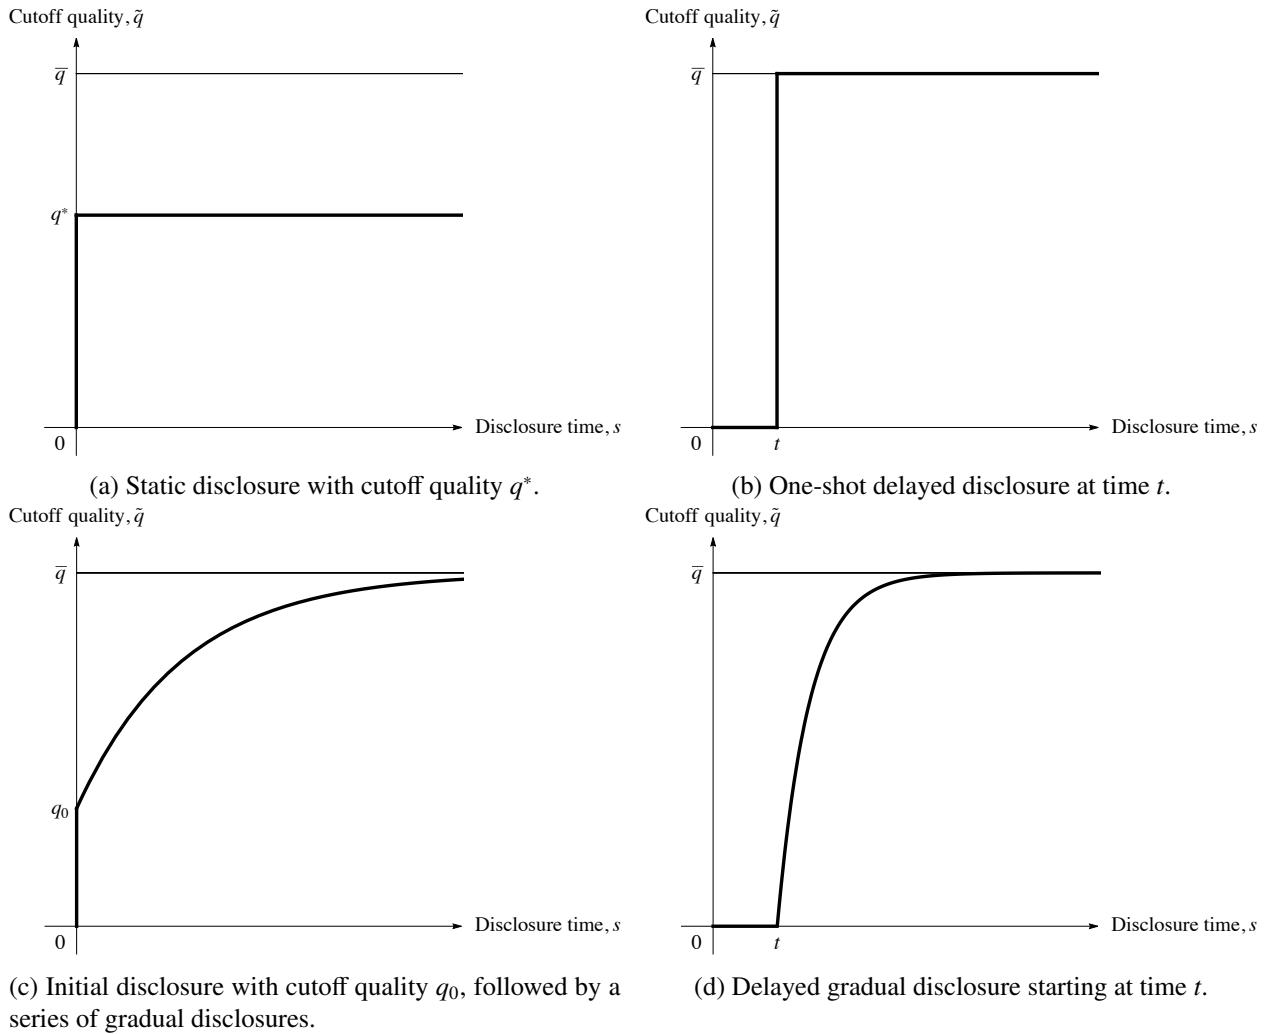 Cutoff quality, q̃
q̅
q*
0
Disclosure time, s
(a) Static disclosure with cutoff quality q*.
Cutoff quality, q̃
q̅
0
t
Disclosure time, s
(b) One-shot delayed disclosure at time t.
Cutoff quality, q̃
q̅
q₀
0
Disclosure time, s
(c) Initial disclosure with cutoff quality q₀, followed by a
series of gradual disclosures.
Cutoff quality, q̃
q̅
0
t
Disclosure time, s
(d) Delayed gradual disclosure starting at time t.